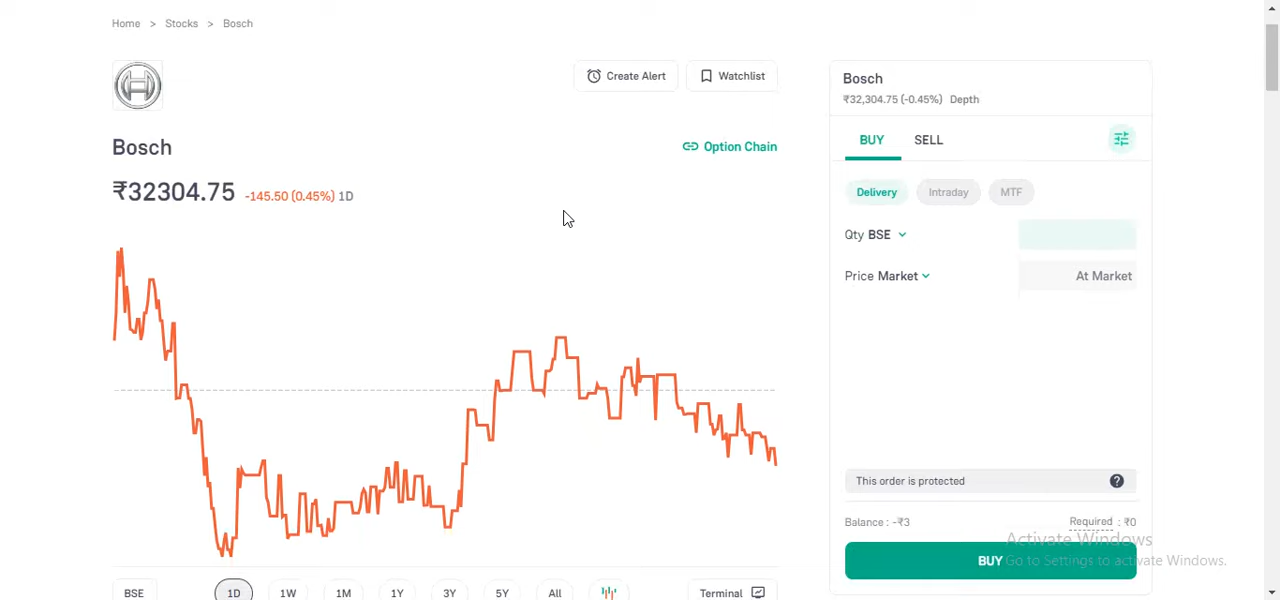 Home > Stocks > Bosch
Create Alert
Watchlist
Bosch
Option Chain
₹32304.75 -145.50 (0.45%) 1D
BSE
1D
1W
1M
1Y
3Y
5Y
All
Terminal
Bosch
₹32,304.75 (-0.45%) Depth
BUY
SELL
Delivery
Intraday
MTF
Qty BSE
Price Market
At Market
This order is protected
?
Balance : -₹3
Required : ₹0
BUY
Activate Windows
Go to Settings to activate Windows.